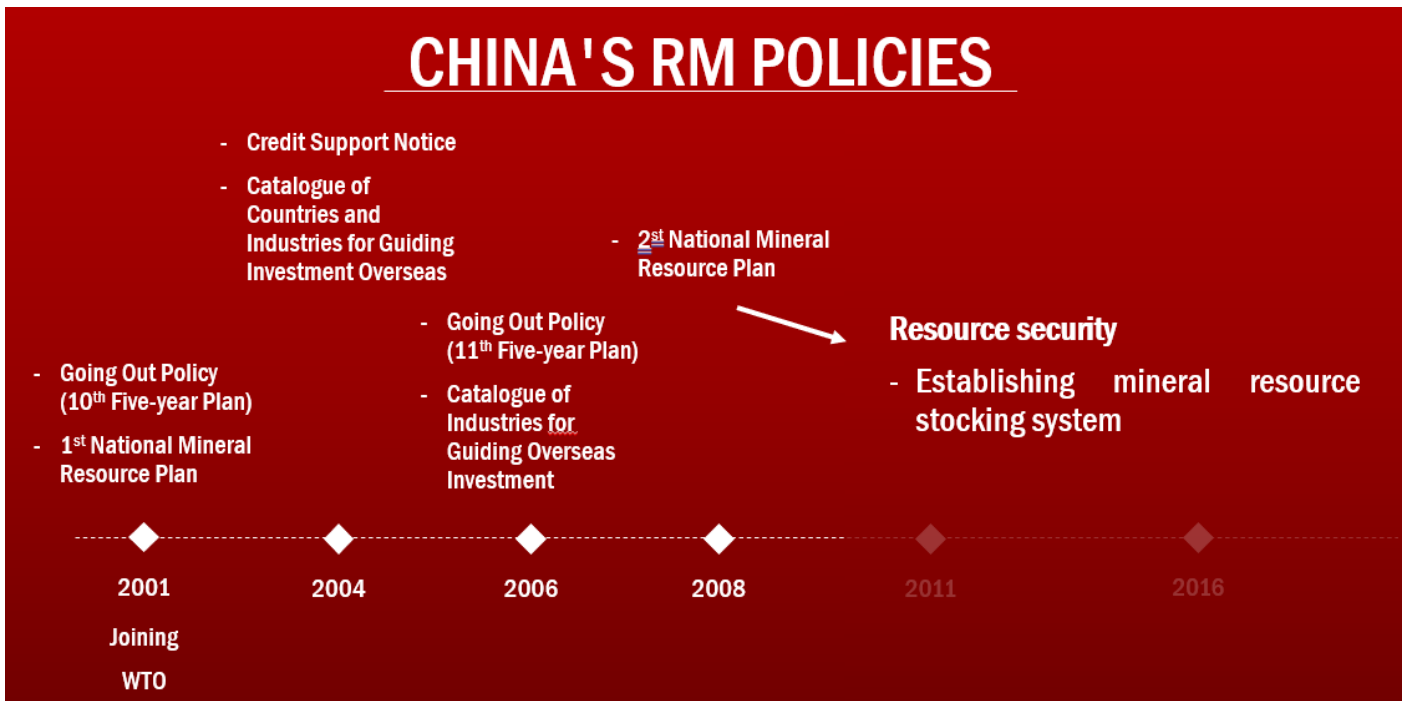 CHINA'S RM POLICIES
- Credit Support Notice
- Catalogue of
Countries and
Industries for Guiding
Investment Overseas
- 2st National Mineral
Resource Plan
- Going Out Policy
(11th Five-year Plan)
- Catalogue of
Industries for
Guiding Overseas
Investment
Resource security
- Establishing mineral resource
stocking system
- Going Out Policy
(10th Five-year Plan)
- 1st National Mineral
Resource Plan
2001
2004
2006
2008
2011
2016
Joining
WTO